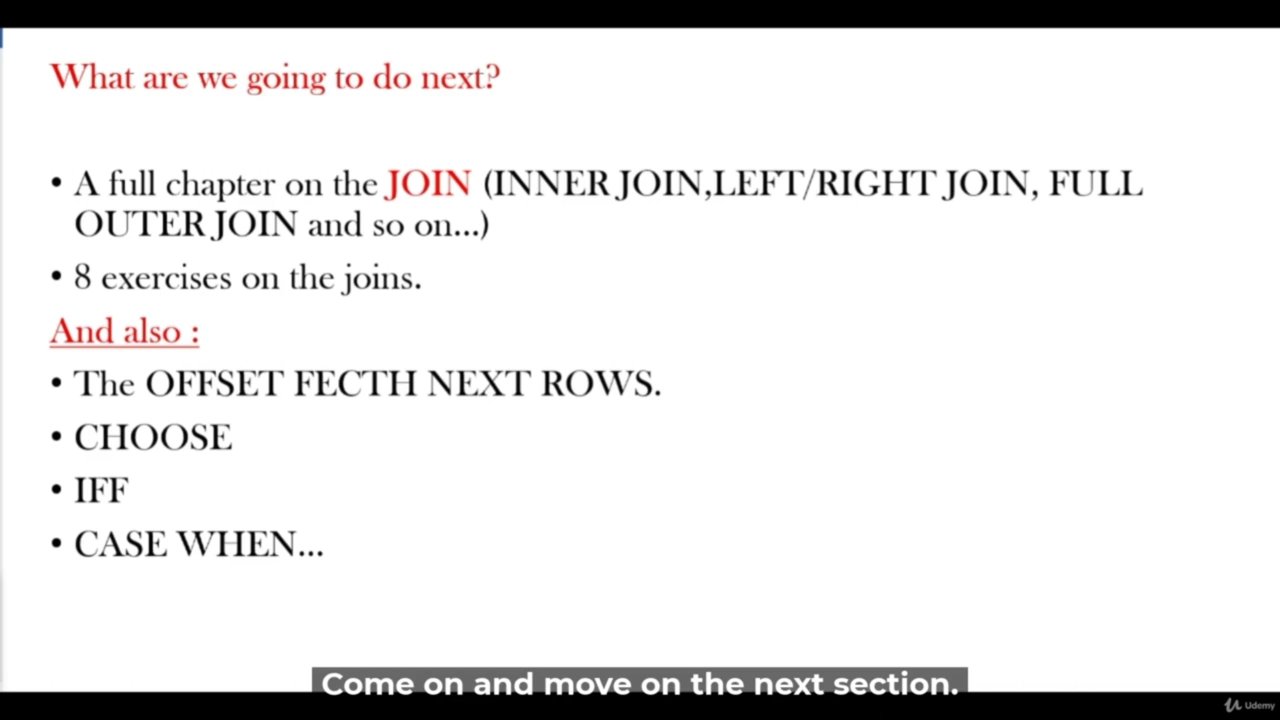 What are we going to do next?
• A full chapter on the JOIN (INNER JOIN,LEFT/RIGHT JOIN, FULL
OUTER JOIN and so on...)
• 8 exercises on the joins.
And also :
• The OFFSET FECTH NEXT ROWS.
• CHOOSE
• IFF
• CASE WHEN...
Come on and move on the next section.
Udemy